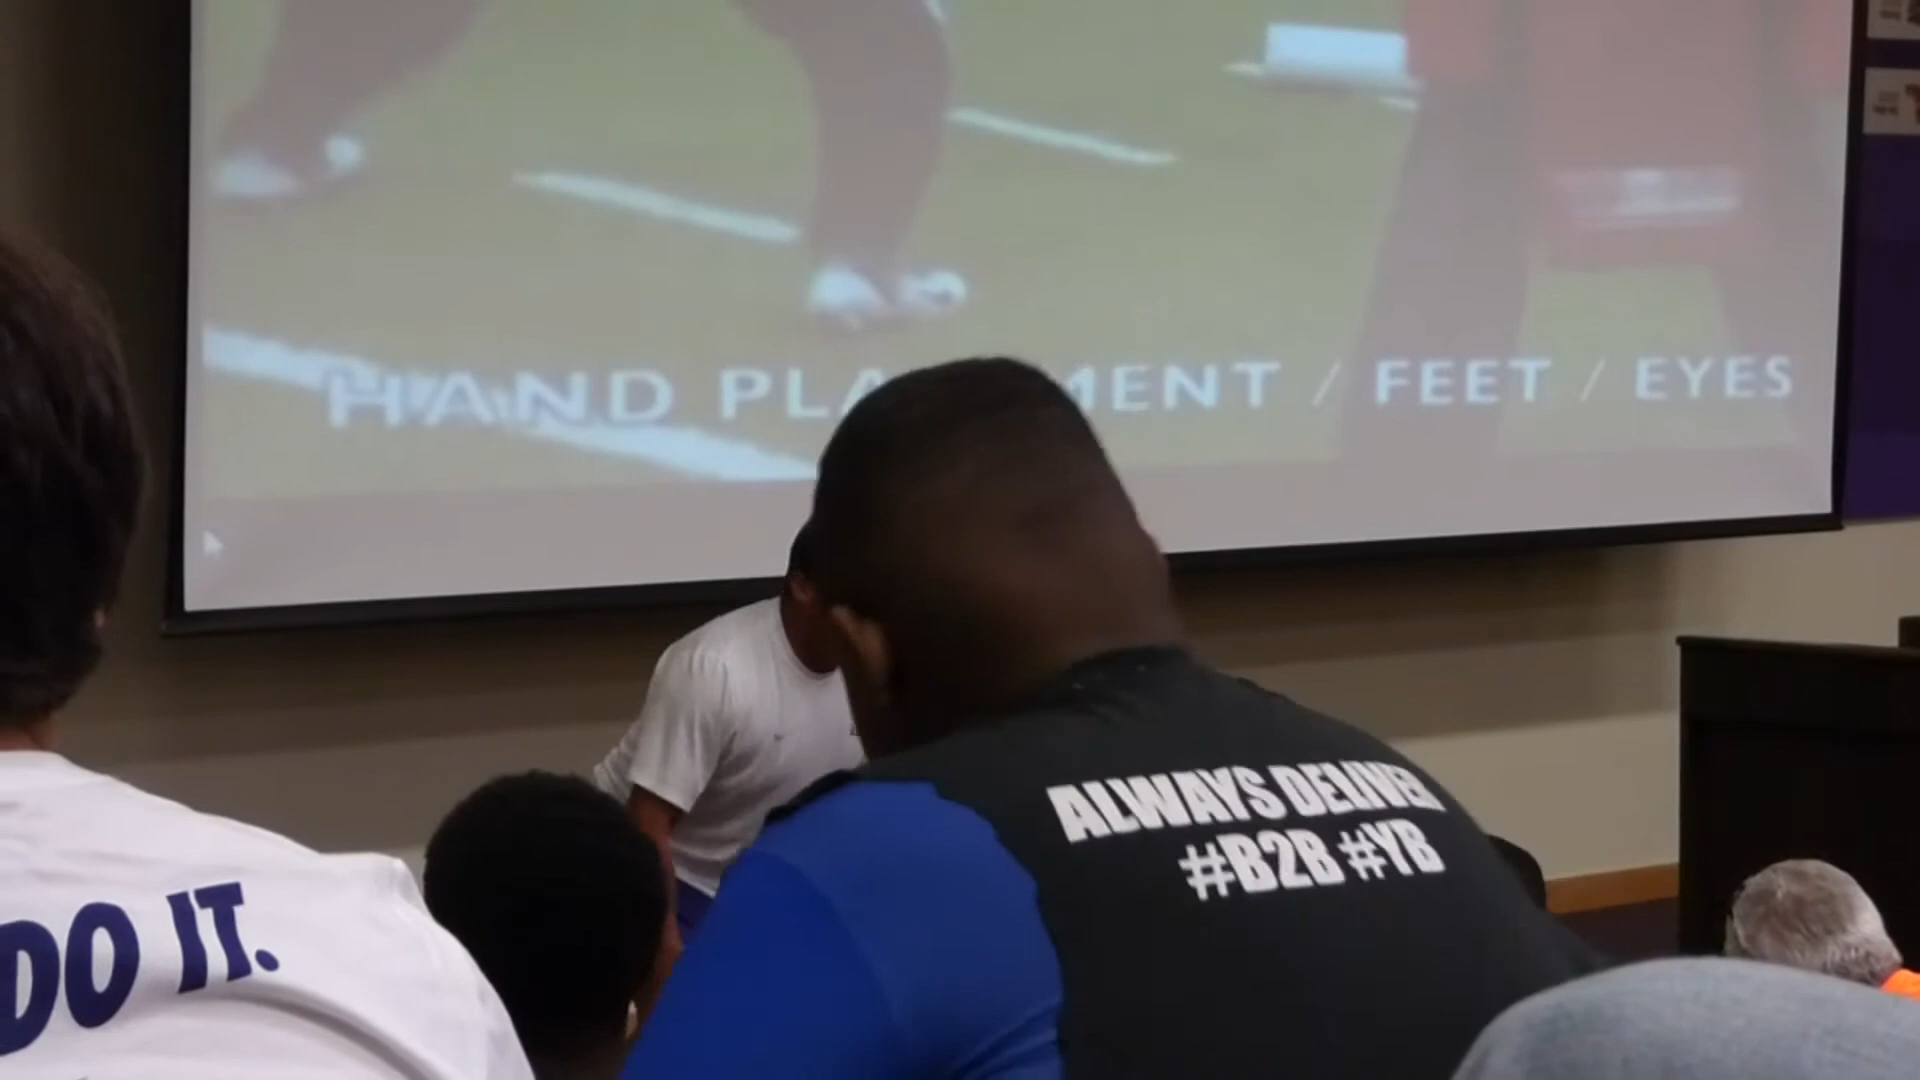 HAND PLA MENT / FEET / EYES
ALWAYS DELIVER
#B2B #YB
DO IT.